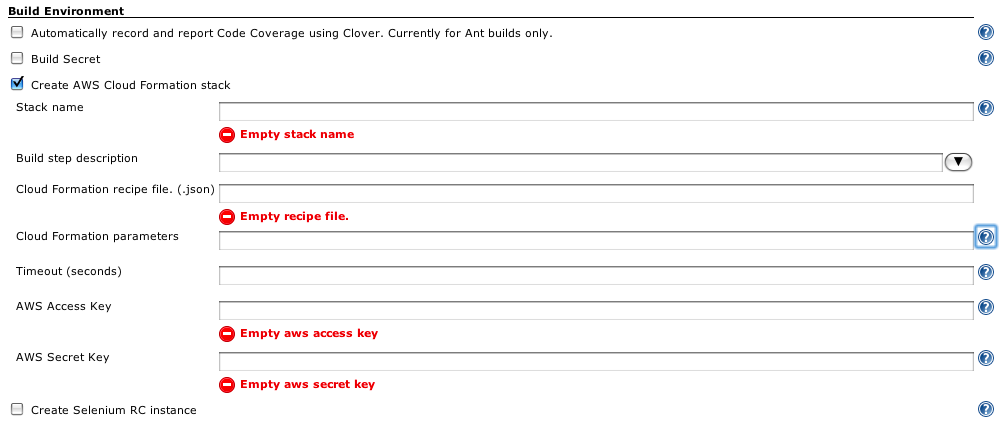 Build Environment
Automatically record and report Code Coverage using Clover. Currently for Ant builds only.
Build Secret
Create AWS Cloud Formation stack
Stack name
Empty stack name
Build step description
Cloud Formation recipe file. (.json)
Empty recipe file.
Cloud Formation parameters
Timeout (seconds)
AWS Access Key
Empty aws access key
AWS Secret Key
Empty aws secret key
Create Selenium RC instance